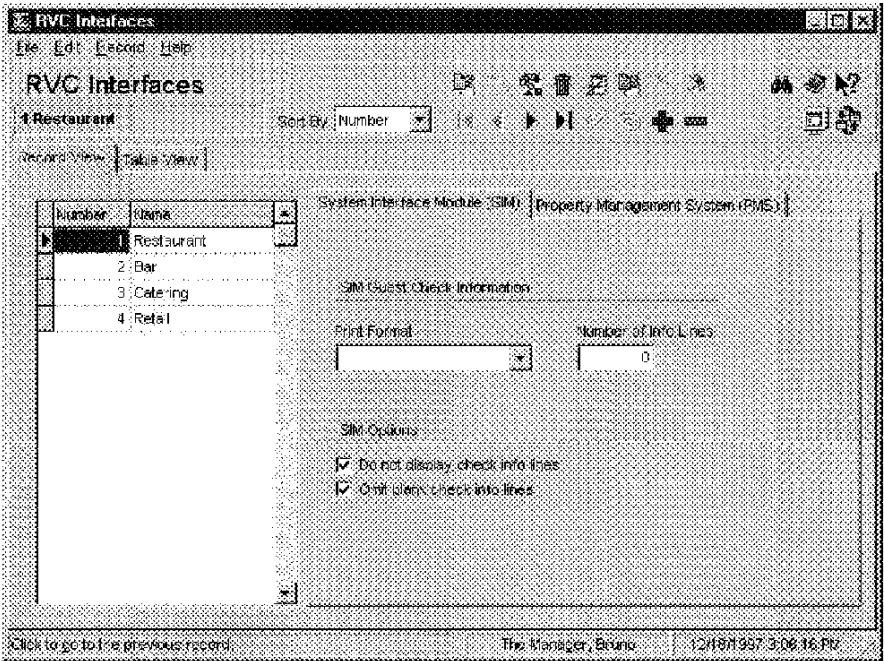 RVC Interfaces
File Edit Record Help
RVC Interfaces
1 Restaurant Sort By Number
Record View Table View
System Interface Module (SIM) Property Management System (PMS)
Number Name
1 Restaurant
2 Bar
3 Catering
4 Retail
SIM Guest Check Information
Print Format Number of Info Lines
0
SIM Options
Do not display check info lines
Omit blank check info lines
Click to go to the previous record. The Manager, Bruno 12/18/1997 3:06:16 PM